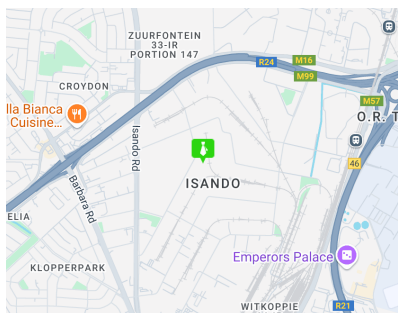 ZUURFONTEIN
33-IR
PORTION 147
R24
M16
M99
CROYDON
M57
lla Bianca
Cuisine...
O.R. T
Isando Rd
46
ISANDO
Barbara Rd
ELIA
Emperors Palace
KLOPPERPARK
WITKOPPIE
R21